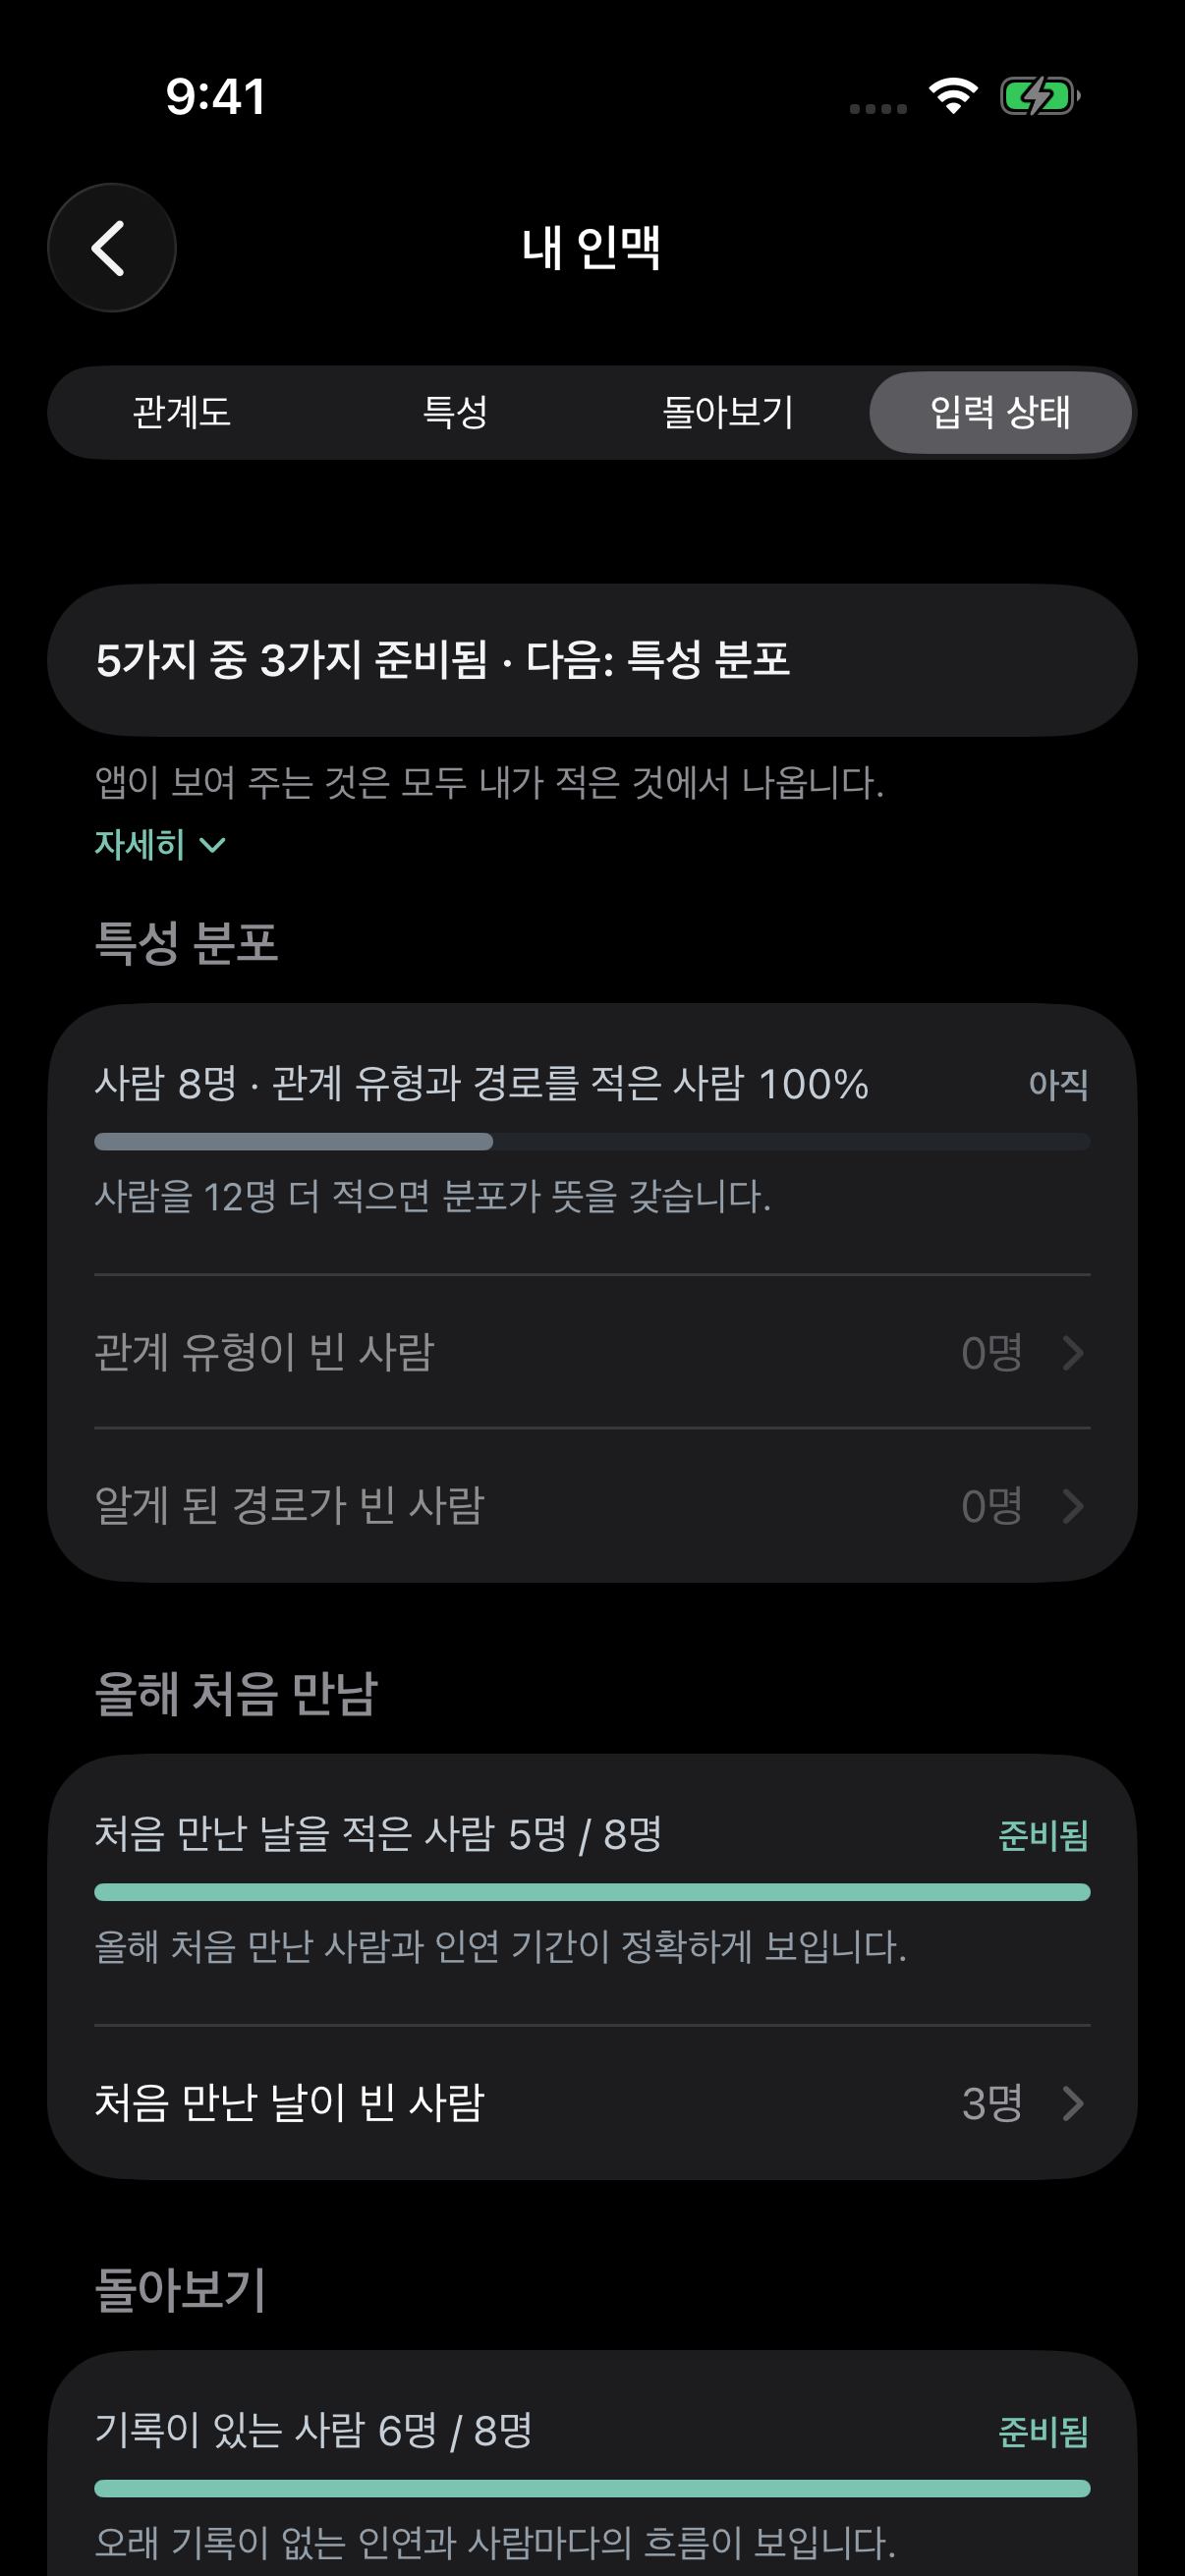 9:41
내 인맥
관계도 특성 돌아보기 입력 상태
5가지 중 3가지 준비됨 · 다음: 특성 분포
앱이 보여 주는 것은 모두 내가 적은 것에서 나옵니다.
자세히
특성 분포
사람 8명 · 관계 유형과 경로를 적은 사람 100% 아직
사람을 12명 더 적으면 분포가 뜻을 갖습니다.
관계 유형이 빈 사람 0명
알게 된 경로가 빈 사람 0명
올해 처음 만남
처음 만난 날을 적은 사람 5명 / 8명 준비됨
올해 처음 만난 사람과 인연 기간이 정확하게 보입니다.
처음 만난 날이 빈 사람 3명
돌아보기
기록이 있는 사람 6명 / 8명 준비됨
오래 기록이 없는 인연과 사람마다의 흐름이 보입니다.